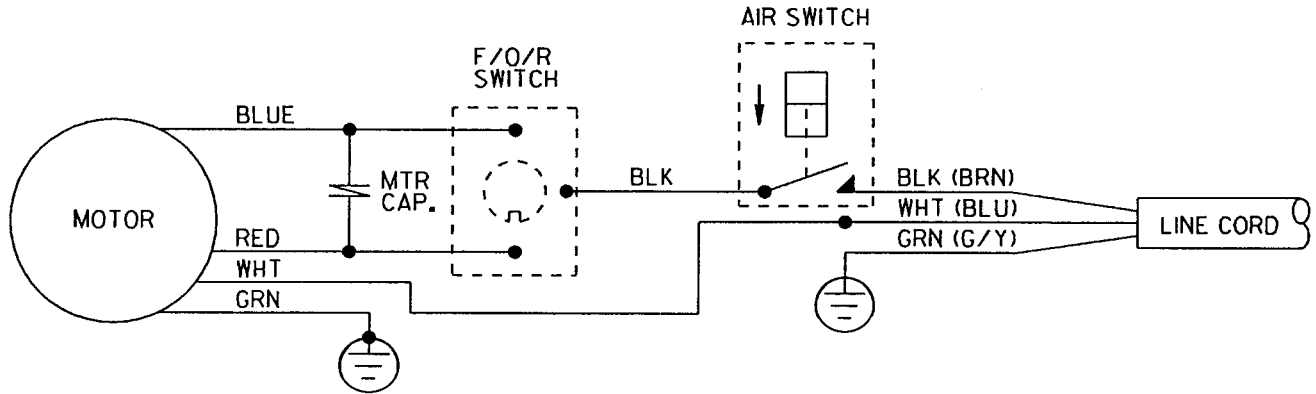 AIR SWITCH
F/O/R
SWITCH
BLUE
MTR
CAP.
BLK
BLK (BRN)
MOTOR
WHT (BLU)
LINE CORD
RED
GRN (G/Y)
WHT
GRN